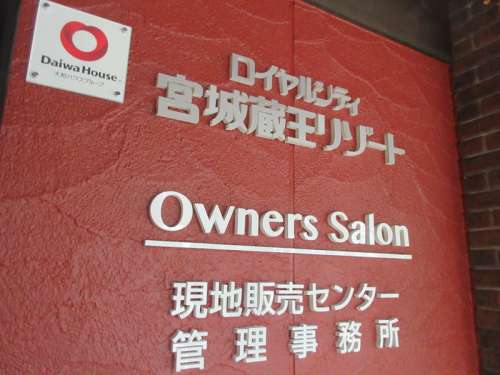 DaiwaHouse
大和ハウスグループ
ロイヤルシティ
宮城蔵王リゾート
Owners Salon
現地販売センター
管理事務所